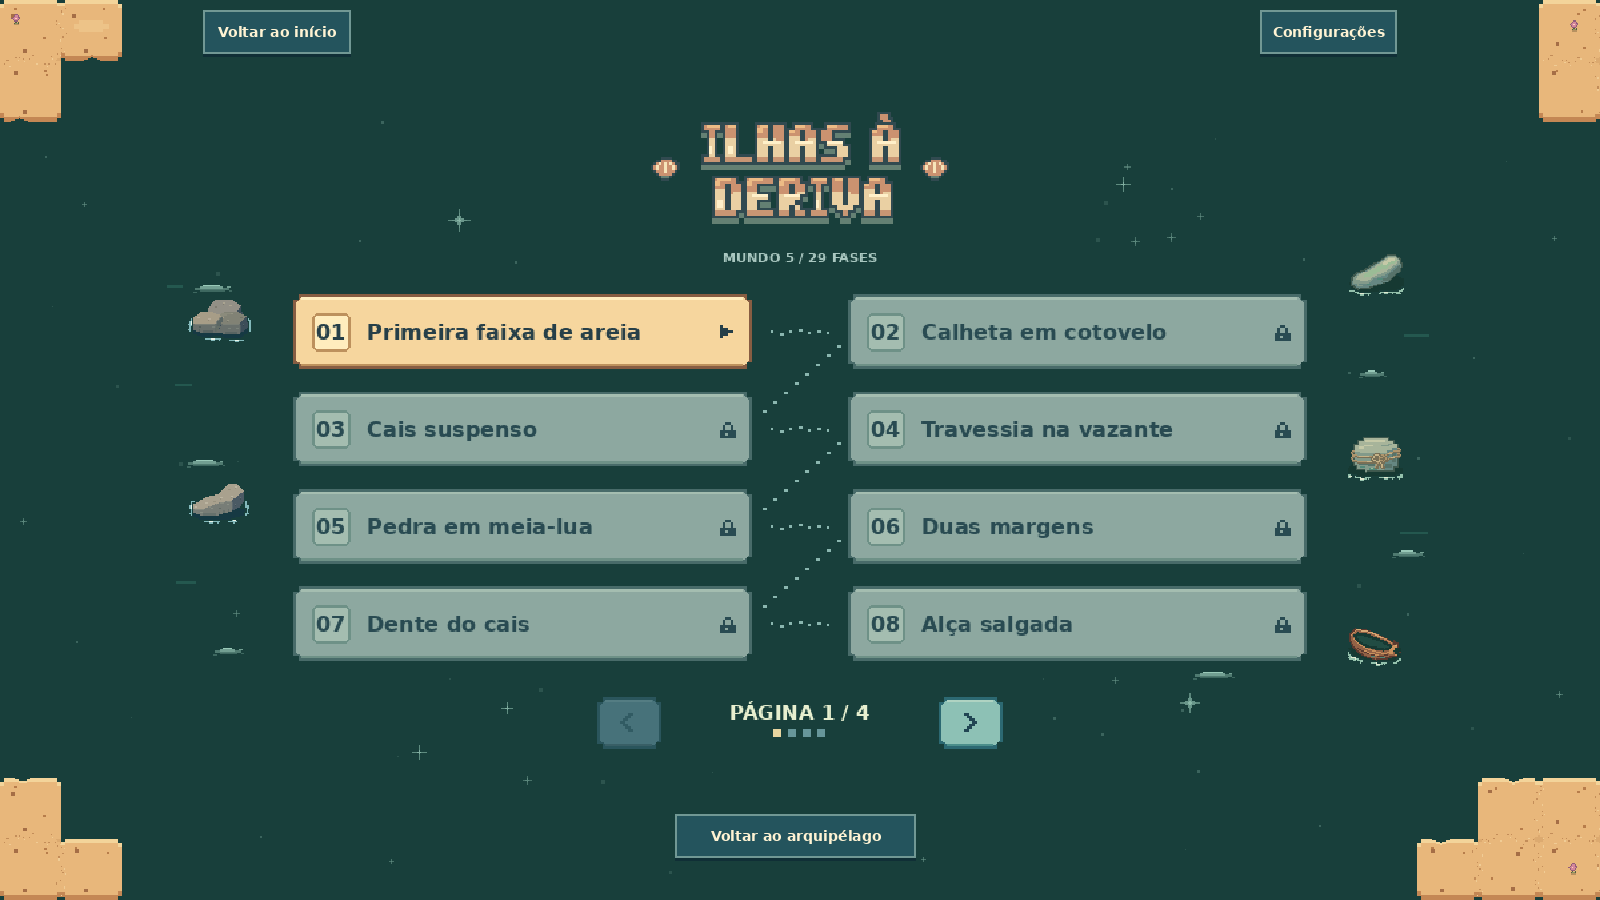 Voltar ao início
Configurações
ILHAS À
DERIVA
MUNDO 5 / 29 FASES
01 Primeira faixa de areia
02 Calheta em cotovelo
03 Cais suspenso
04 Travessia na vazante
05 Pedra em meia-lua
06 Duas margens
07 Dente do cais
08 Alça salgada
PÁGINA 1 / 4
Voltar ao arquipélago